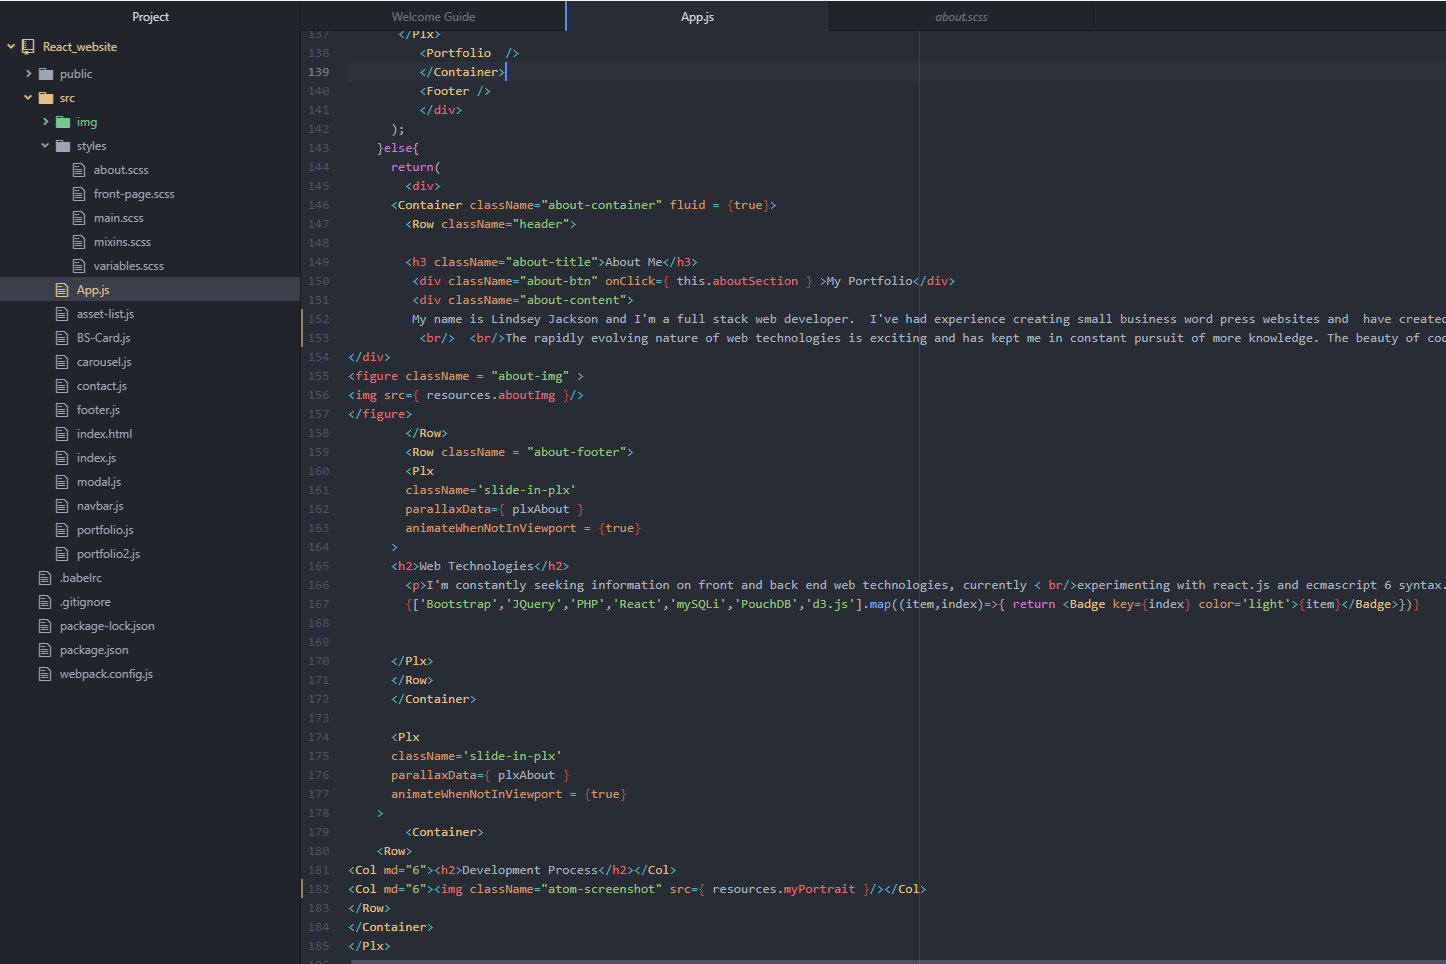 Project
Welcome Guide
App.js
about.scss
React_website
public
src
img
styles
about.scss
front-page.scss
main.scss
mixins.scss
variables.scss
App.js
asset-list.js
BS-Card.js
carousel.js
contact.js
footer.js
index.html
index.js
modal.js
navbar.js
portfolio.js
portfolio2.js
.babelrc
.gitignore
package-lock.json
package.json
webpack.config.js
137 </Plx>
138 <Portfolio  />
139 </Container>
140 <Footer />
141 </div>
142 );
143 }else{
144 return(
145 <div>
146 <Container className="about-container" fluid = {true}>
147 <Row className="header">
148
149 <h3 className="about-title">About Me</h3>
150 <div className="about-btn" onClick={ this.aboutSection } >My Portfolio</div>
151 <div className="about-content">
152 My name is Lindsey Jackson and I'm a full stack web developer.  I've had experience creating small business word press websites and  have created
153 <br/>  <br/>The rapidly evolving nature of web technologies is exciting and has kept me in constant pursuit of more knowledge. The beauty of cod
154 </div>
155 <figure className = "about-img" >
156 <img src={ resources.aboutImg }/>
157 </figure>
158 </Row>
159 <Row className = "about-footer">
160 <Plx
161 className='slide-in-plx'
162 parallaxData={ plxAbout }
163 animateWhenNotInViewport = {true}
164 >
165 <h2>Web Technologies</h2>
166 <p>I'm constantly seeking information on front and back end web technologies, currently < br/>experimenting with react.js and ecmascript 6 syntax.
167 {['Bootstrap','JQuery','PHP','React','mySQLi','PouchDB','d3.js'].map((item,index)=>{ return <Badge key={index} color='light'>{item}</Badge>})}
168
169
170 </Plx>
171 </Row>
172 </Container>
173
174 <Plx
175 className='slide-in-plx'
176 parallaxData={ plxAbout }
177 animateWhenNotInViewport = {true}
178 >
179 <Container>
180 <Row>
181 <Col md="6"><h2>Development Process</h2></Col>
182 <Col md="6"><img className="atom-screenshot" src={ resources.myPortrait }/></Col>
183 </Row>
184 </Container>
185 </Plx>